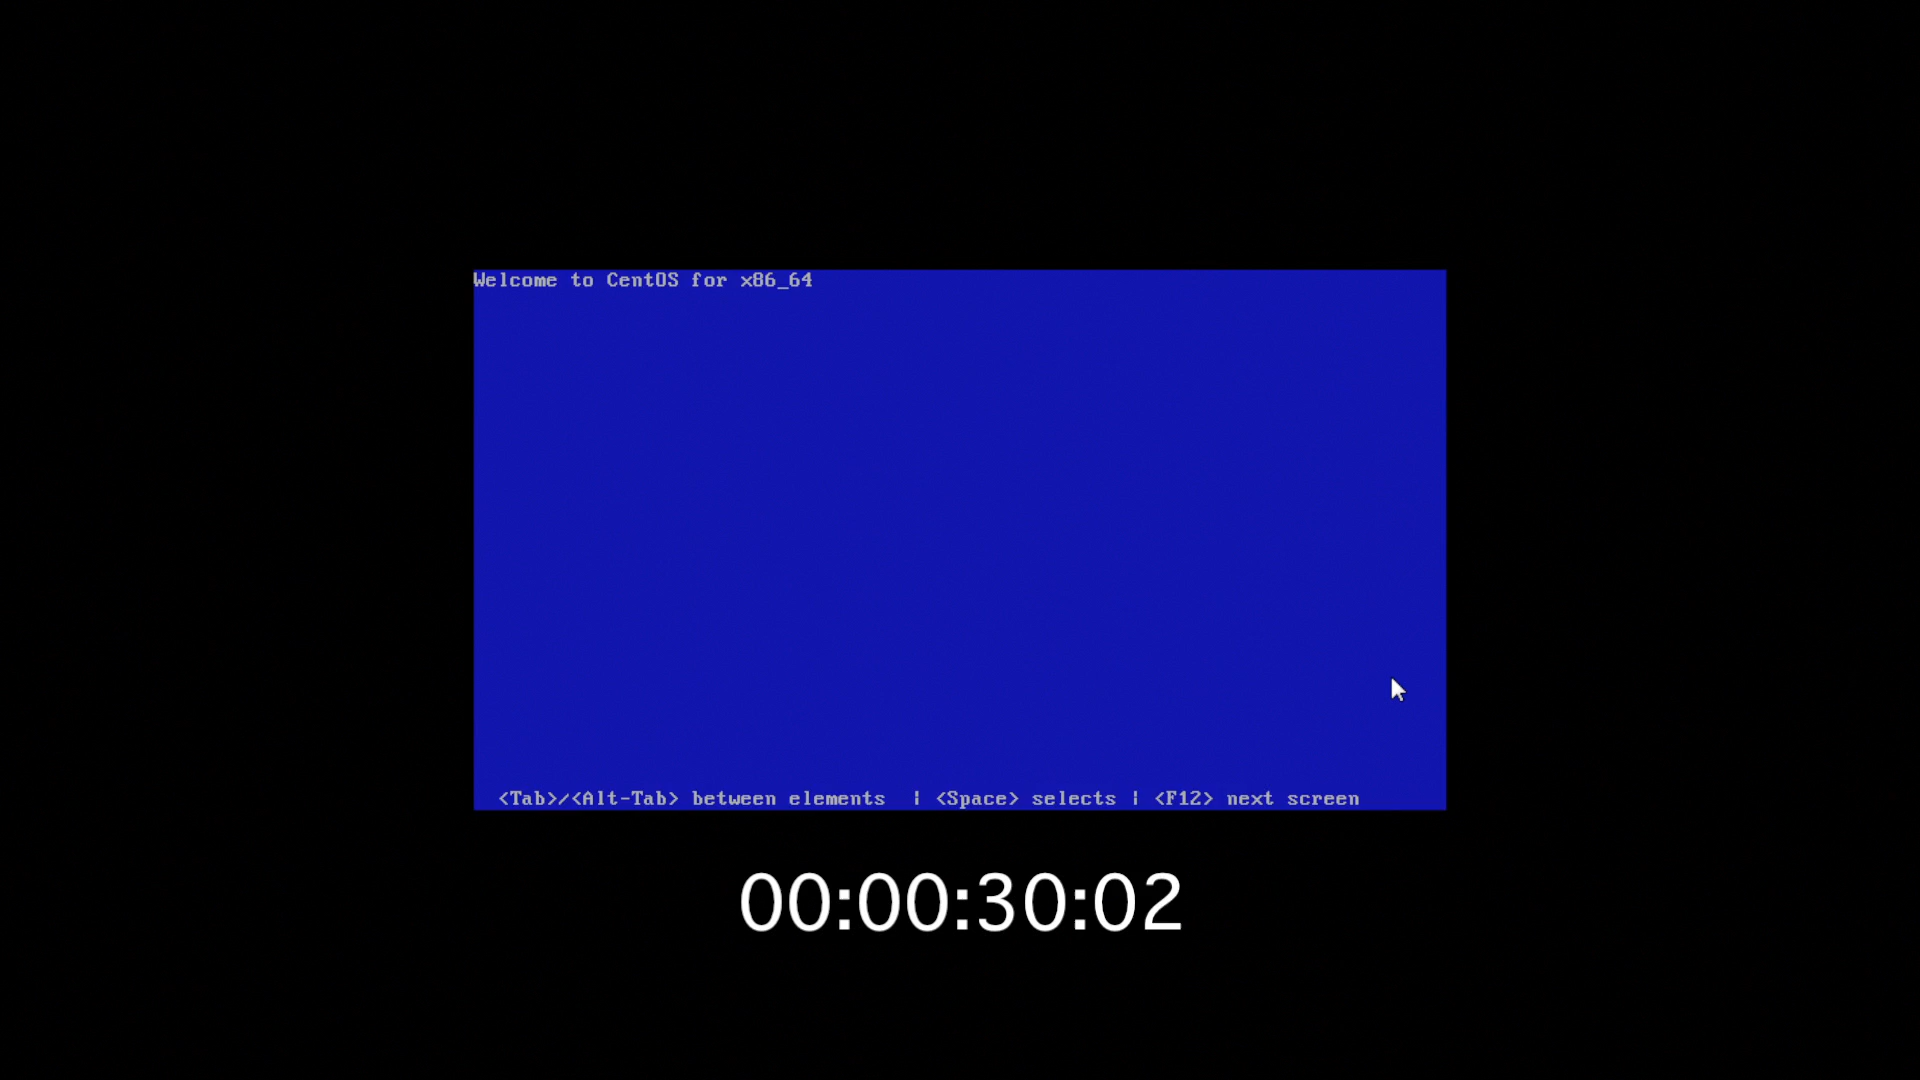 Welcome to CentOS for x86_64
<Tab>/<Alt-Tab> between elements | <Space> selects | <F12> next screen
00:00:30:02